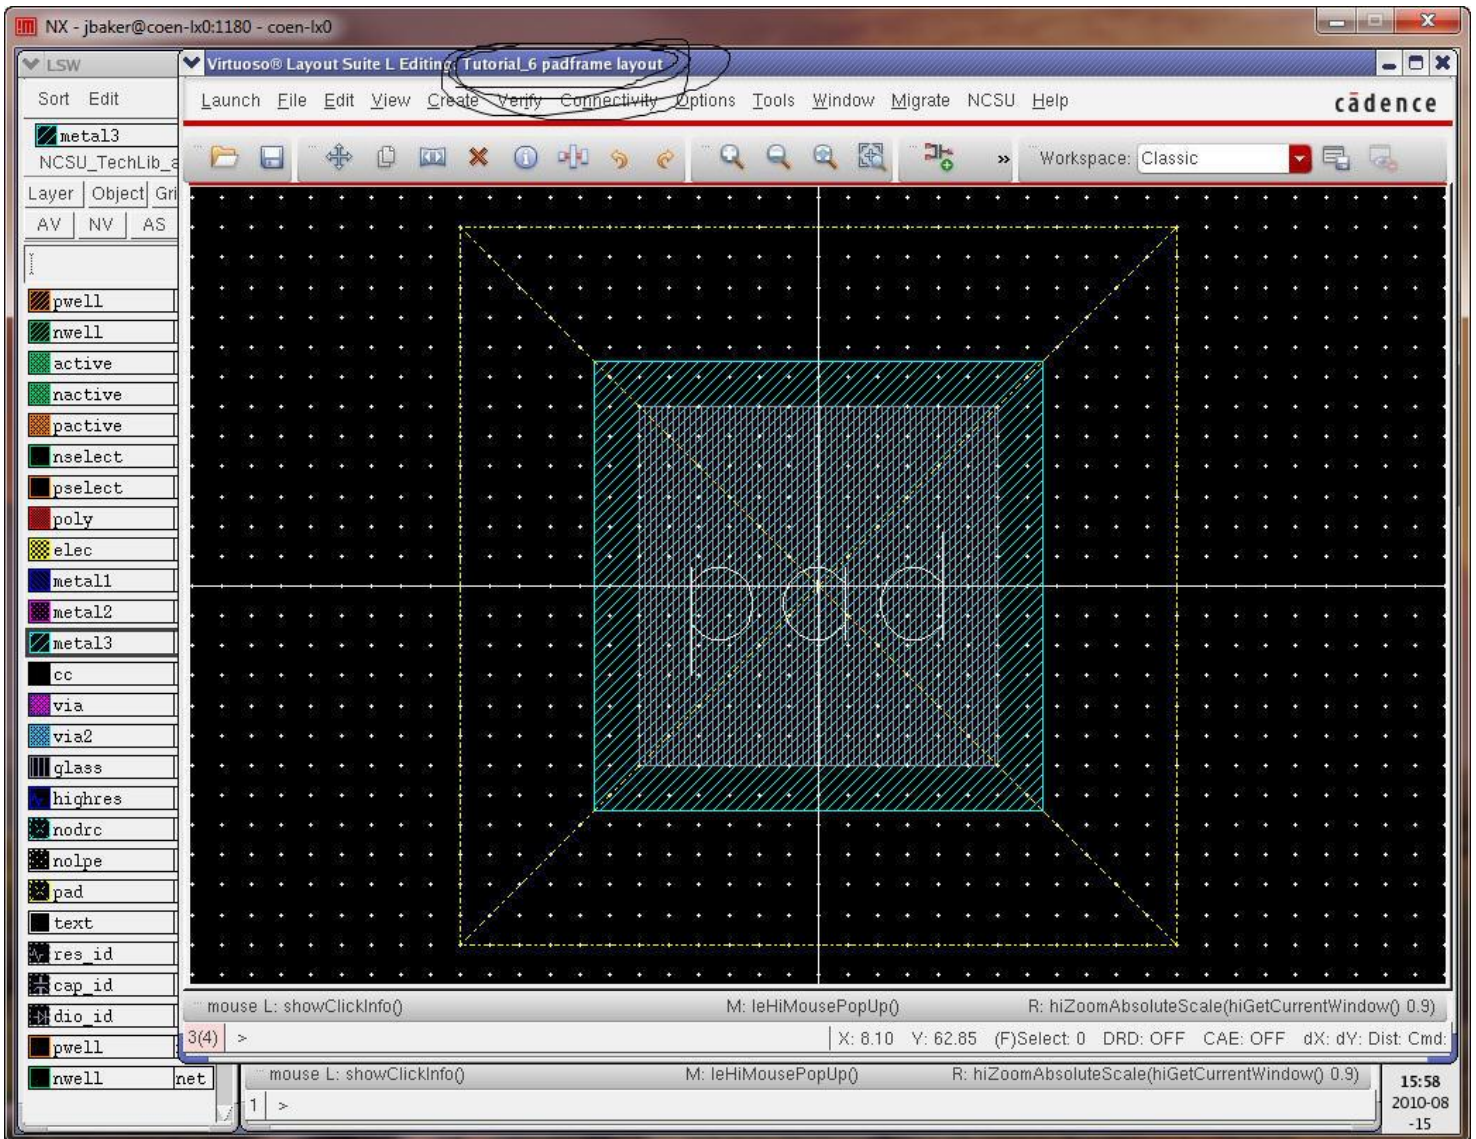 NX - jbaker@coen-lx0:1180 - coen-lx0
LSW
Virtuoso® Layout Suite L Editing: Tutorial_6 padframe layout
Sort Edit
Launch File Edit View Create Verify Connectivity Options Tools Window Migrate NCSU Help
cādence
metal3
NCSU_TechLib_a
» Workspace: Classic
Layer Object Gri
AV NV AS
pwell
nwell
active
nactive
pactive
nselect
pselect
poly
elec
metal1
metal2
metal3
cc
via
via2
glass
highres
nodrc
nolpe
pad
text
res_id
cap_id
dio_id
pwell
nwell net
pad
mouse L: showClickInfo() M: leHiMousePopUp() R: hiZoomAbsoluteScale(hiGetCurrentWindow() 0.9)
3(4) >
X: 8.10 Y: 62.85 (F)Select: 0 DRD: OFF CAE: OFF dX: dY: Dist: Cmd:
mouse L: showClickInfo() M: leHiMousePopUp() R: hiZoomAbsoluteScale(hiGetCurrentWindow() 0.9)
1 >
15:58
2010-08
-15